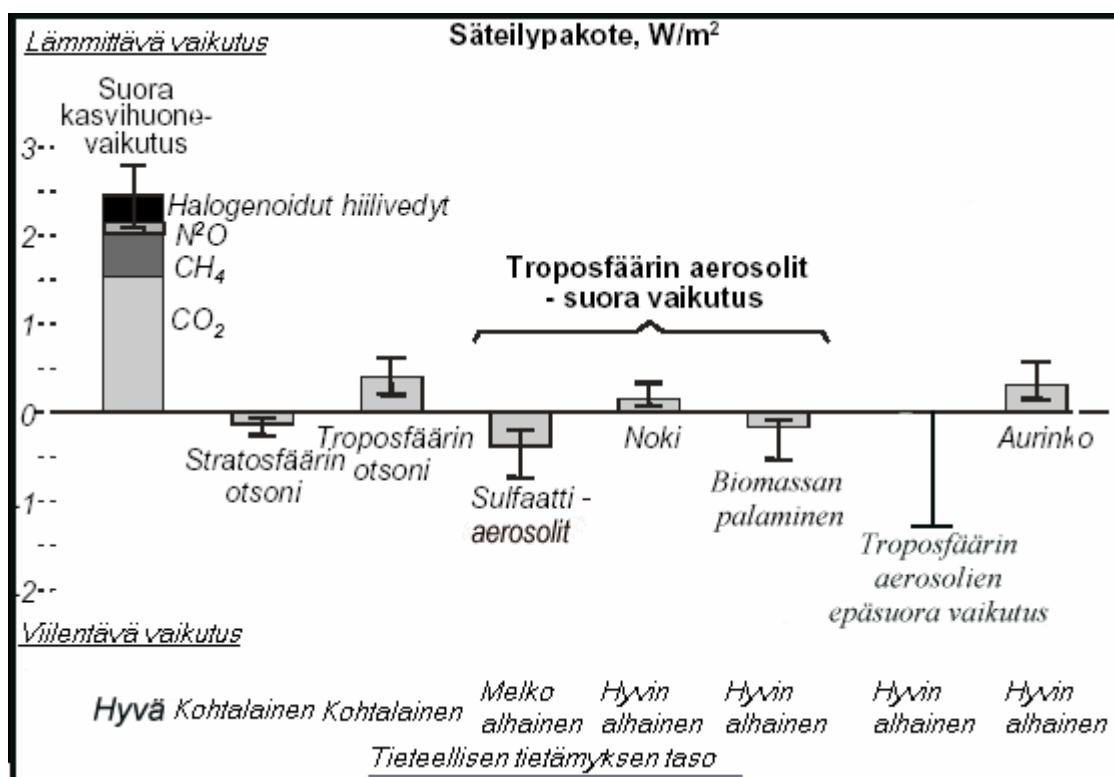 Säteilypakote, W/m²
Lämmittävä vaikutus
Suora
kasvihuone-
vaikutus
3
2
1
0
-1
-2
Halogenoidut hiilivedyt
N²O
CH₄
CO₂
Troposfäärin aerosolit
- suora vaikutus
Stratosfäärin
otsoni
Troposfäärin
otsoni
Sulfaatti -
aerosolit
Noki
Biomassan
palaminen
Troposfäärin
aerosolien
epäsuora vaikutus
Aurinko
Viilentävä vaikutus
Hyvä
Kohtalainen
Kohtalainen
Melko
alhainen
Hyvin
alhainen
Hyvin
alhainen
Hyvin
alhainen
Hyvin
alhainen
Tieteellisen tietämyksen taso